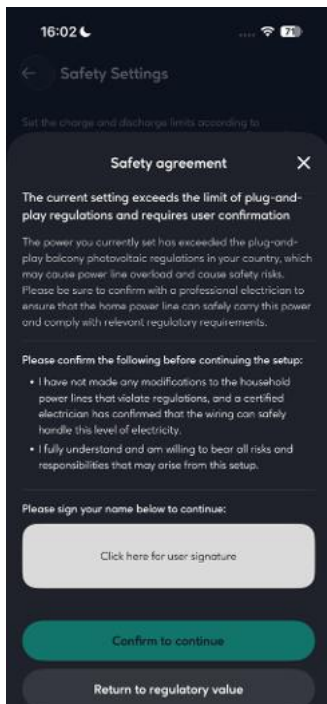 16:02
71
Safety Settings
Set the charge and discharge limits according to
Safety agreement
The current setting exceeds the limit of plug-and-
play regulations and requires user confirmation
The power you currently set has exceeded the plug-and-
play balcony photovoltaic regulations in your country, which
may cause power line overload and cause safety risks.
Please be sure to confirm with a professional electrician to
ensure that the home power line can safely carry this power
and comply with relevant regulatory requirements.
Please confirm the following before continuing the setup:
• I have not made any modifications to the household
power lines that violate regulations, and a certified
electrician has confirmed that the wiring can safely
handle this level of electricity.
• I fully understand and am willing to bear all risks and
responsibilities that may arise from this setup.
Please sign your name below to continue:
Click here for user signature
Confirm to continue
Return to regulatory value